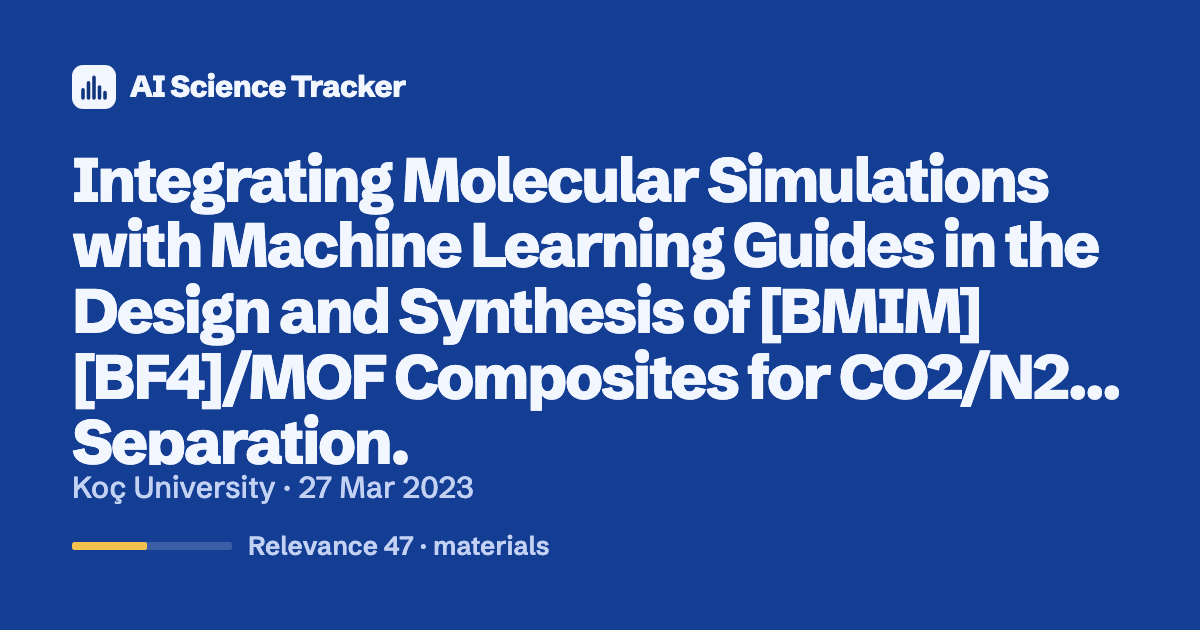 AI Science Tracker
Integrating Molecular Simulations
with Machine Learning Guides in the
Design and Synthesis of [BMIM]
[BF4]/MOF Composites for CO2/N2...
Separation.
Koç University · 27 Mar 2023
Relevance 47 · materials